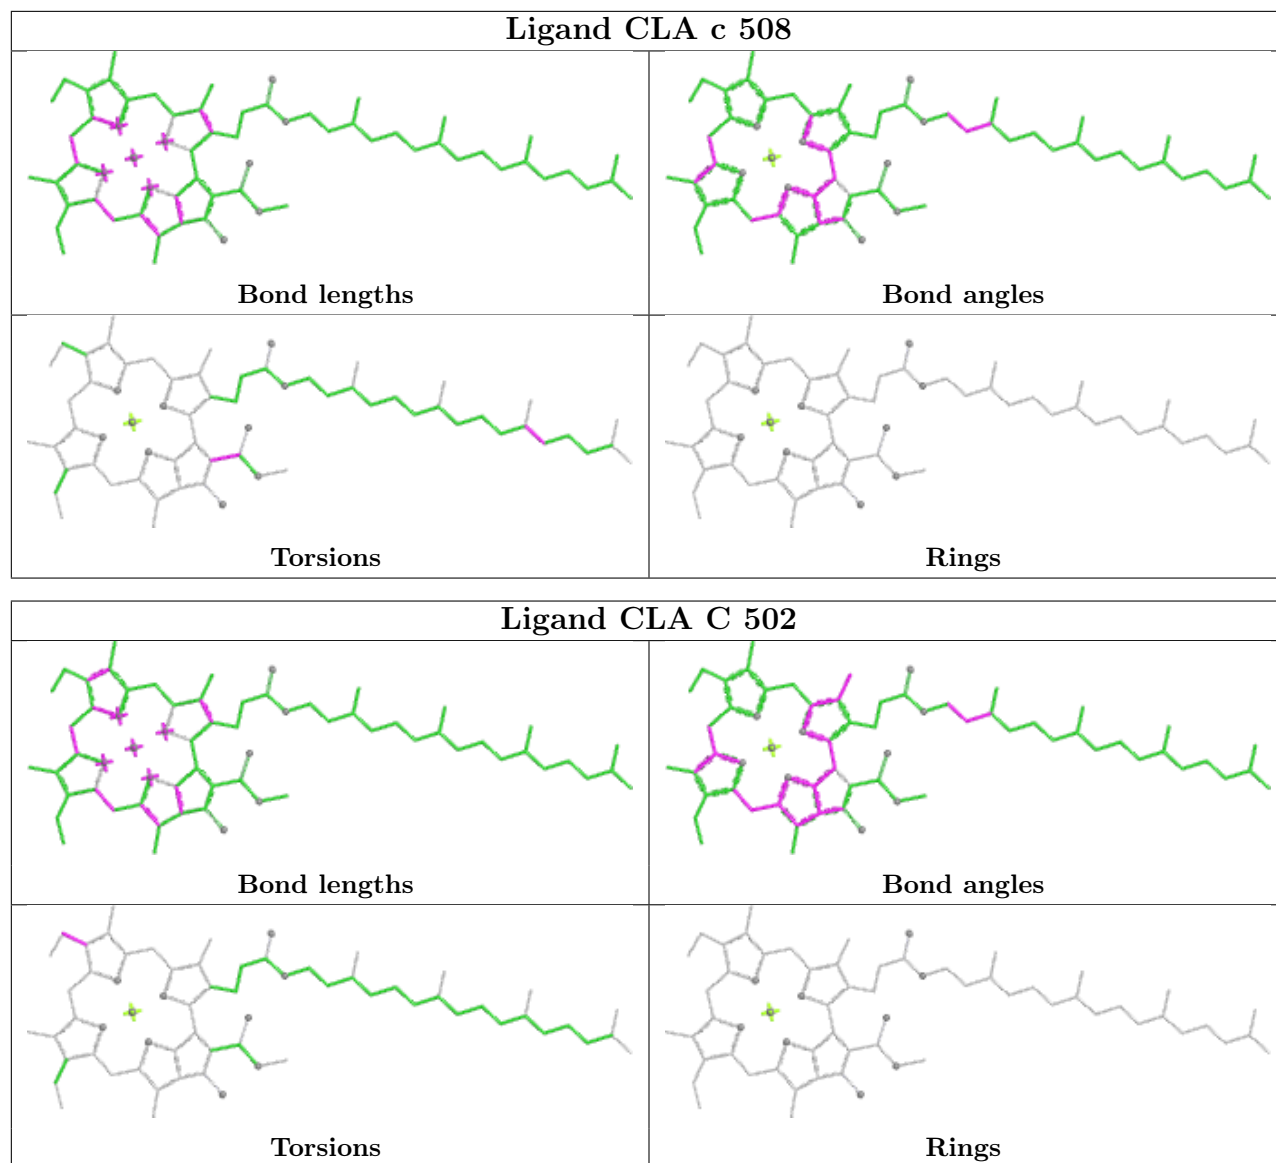 Ligand CLA c 508
Bond lengths
Bond angles
Torsions
Rings
Ligand CLA C 502
Bond lengths
Bond angles
Torsions
Rings